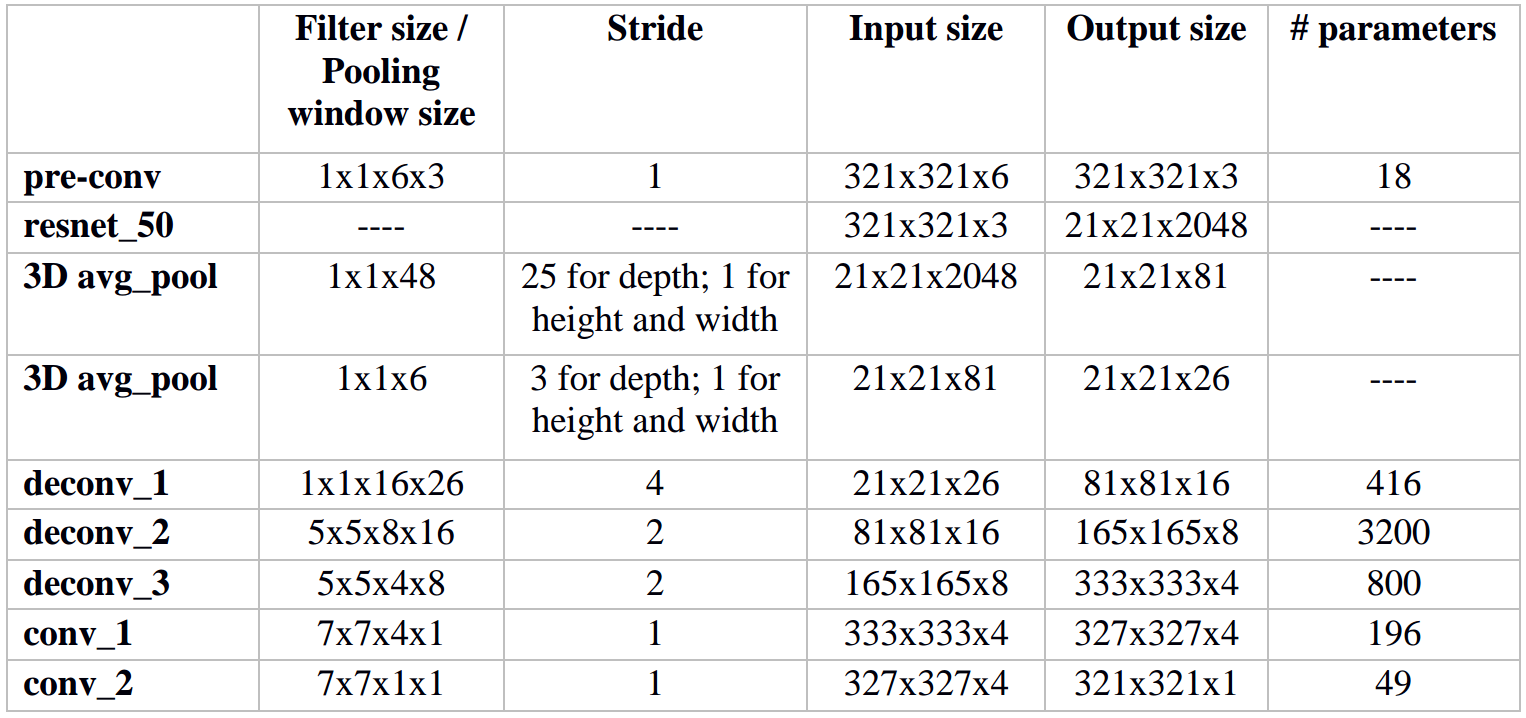 Filter size / Pooling window size Stride Input size Output size # parameters
pre-conv 1x1x6x3 1 321x321x6 321x321x3 18
resnet_50 ---- ---- 321x321x3 21x21x2048 ----
3D avg_pool 1x1x48 25 for depth; 1 for height and width 21x21x2048 21x21x81 ----
3D avg_pool 1x1x6 3 for depth; 1 for height and width 21x21x81 21x21x26 ----
deconv_1 1x1x16x26 4 21x21x26 81x81x16 416
deconv_2 5x5x8x16 2 81x81x16 165x165x8 3200
deconv_3 5x5x4x8 2 165x165x8 333x333x4 800
conv_1 7x7x4x1 1 333x333x4 327x327x4 196
conv_2 7x7x1x1 1 327x327x4 321x321x1 49